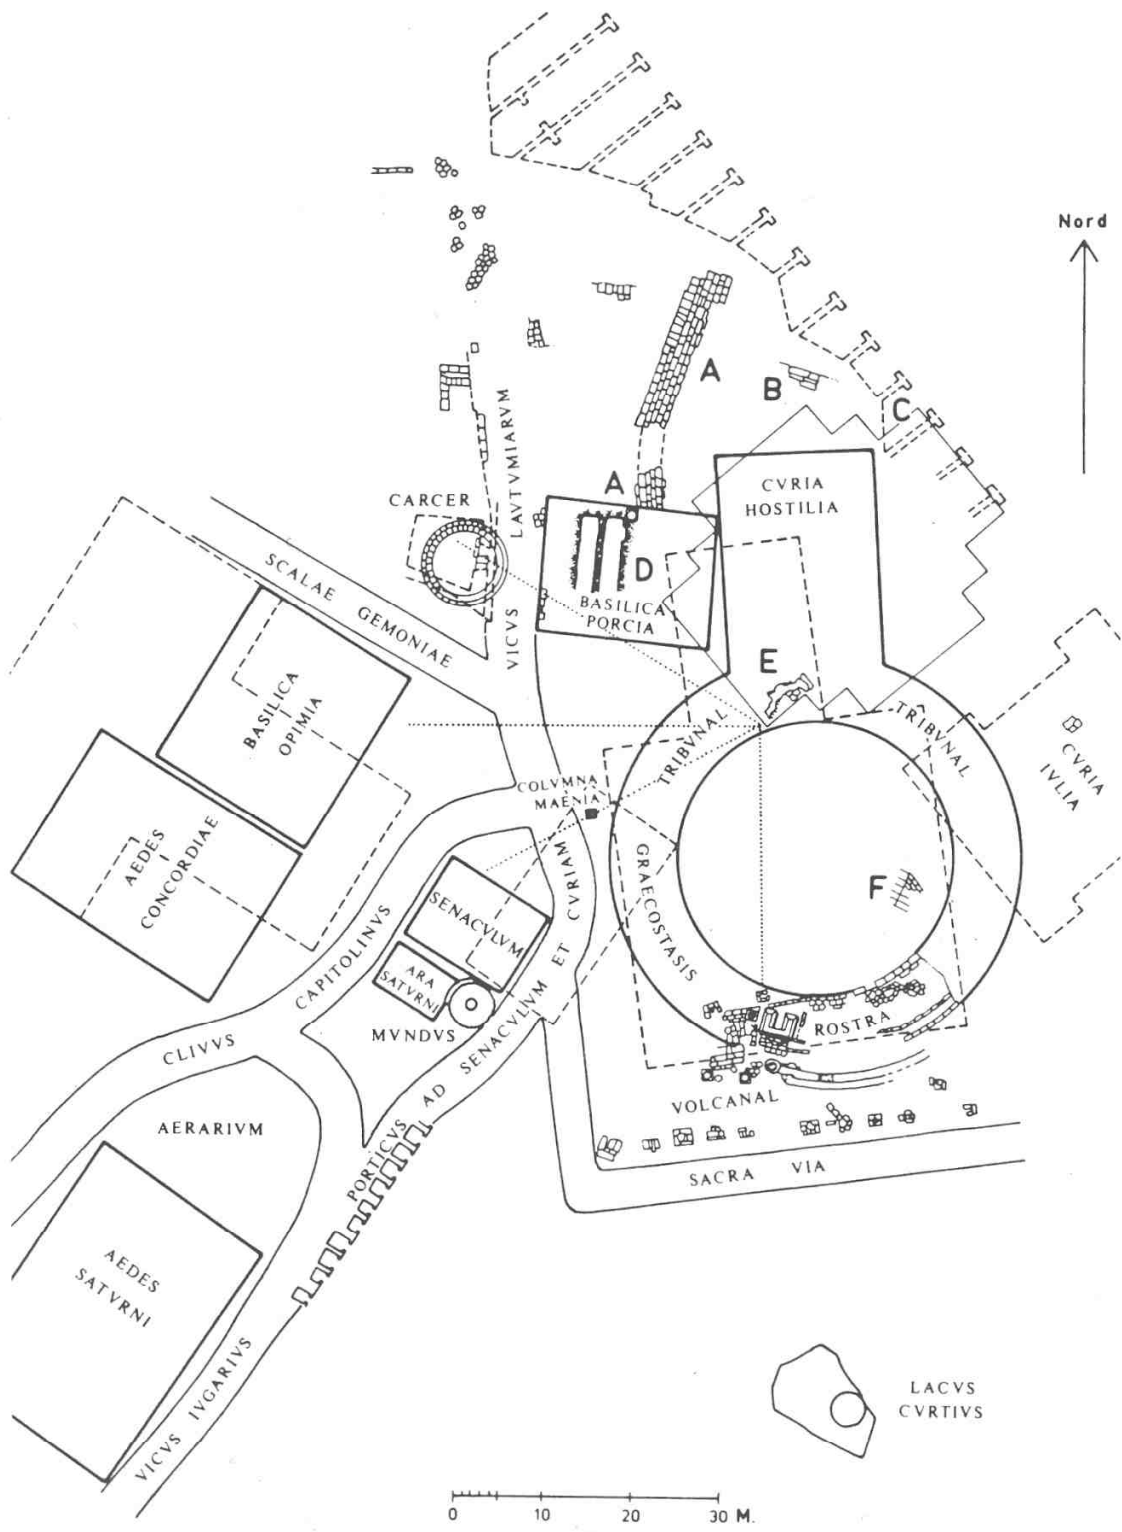 Nord
A
B
C
A
CARCER
LAVTVMIARVM
VICVS
CVRIA
HOSTILIA
D
BASILICA
PORCIA
SCALAE GEMONIAE
E
BASILICA
OPIMIA
TRIBVNAL
TRIBVNAL
CVRIA
IVLIA
COLVMNA
MAENIA
AEDES
CONCORDIAE
GRAECOSTASIS
F
SENACVLVM
ARA
SATVRNI
MVNDVS
CLIVVS CAPITOLINVS
PORTICVS AD SENACVLVM ET CVRIAM
ROSTRA
VOLCANAL
AERARIVM
SACRA VIA
AEDES
SATVRNI
VICVS IVGARIVS
LACVS
CVRTIVS
0 10 20 30 M.